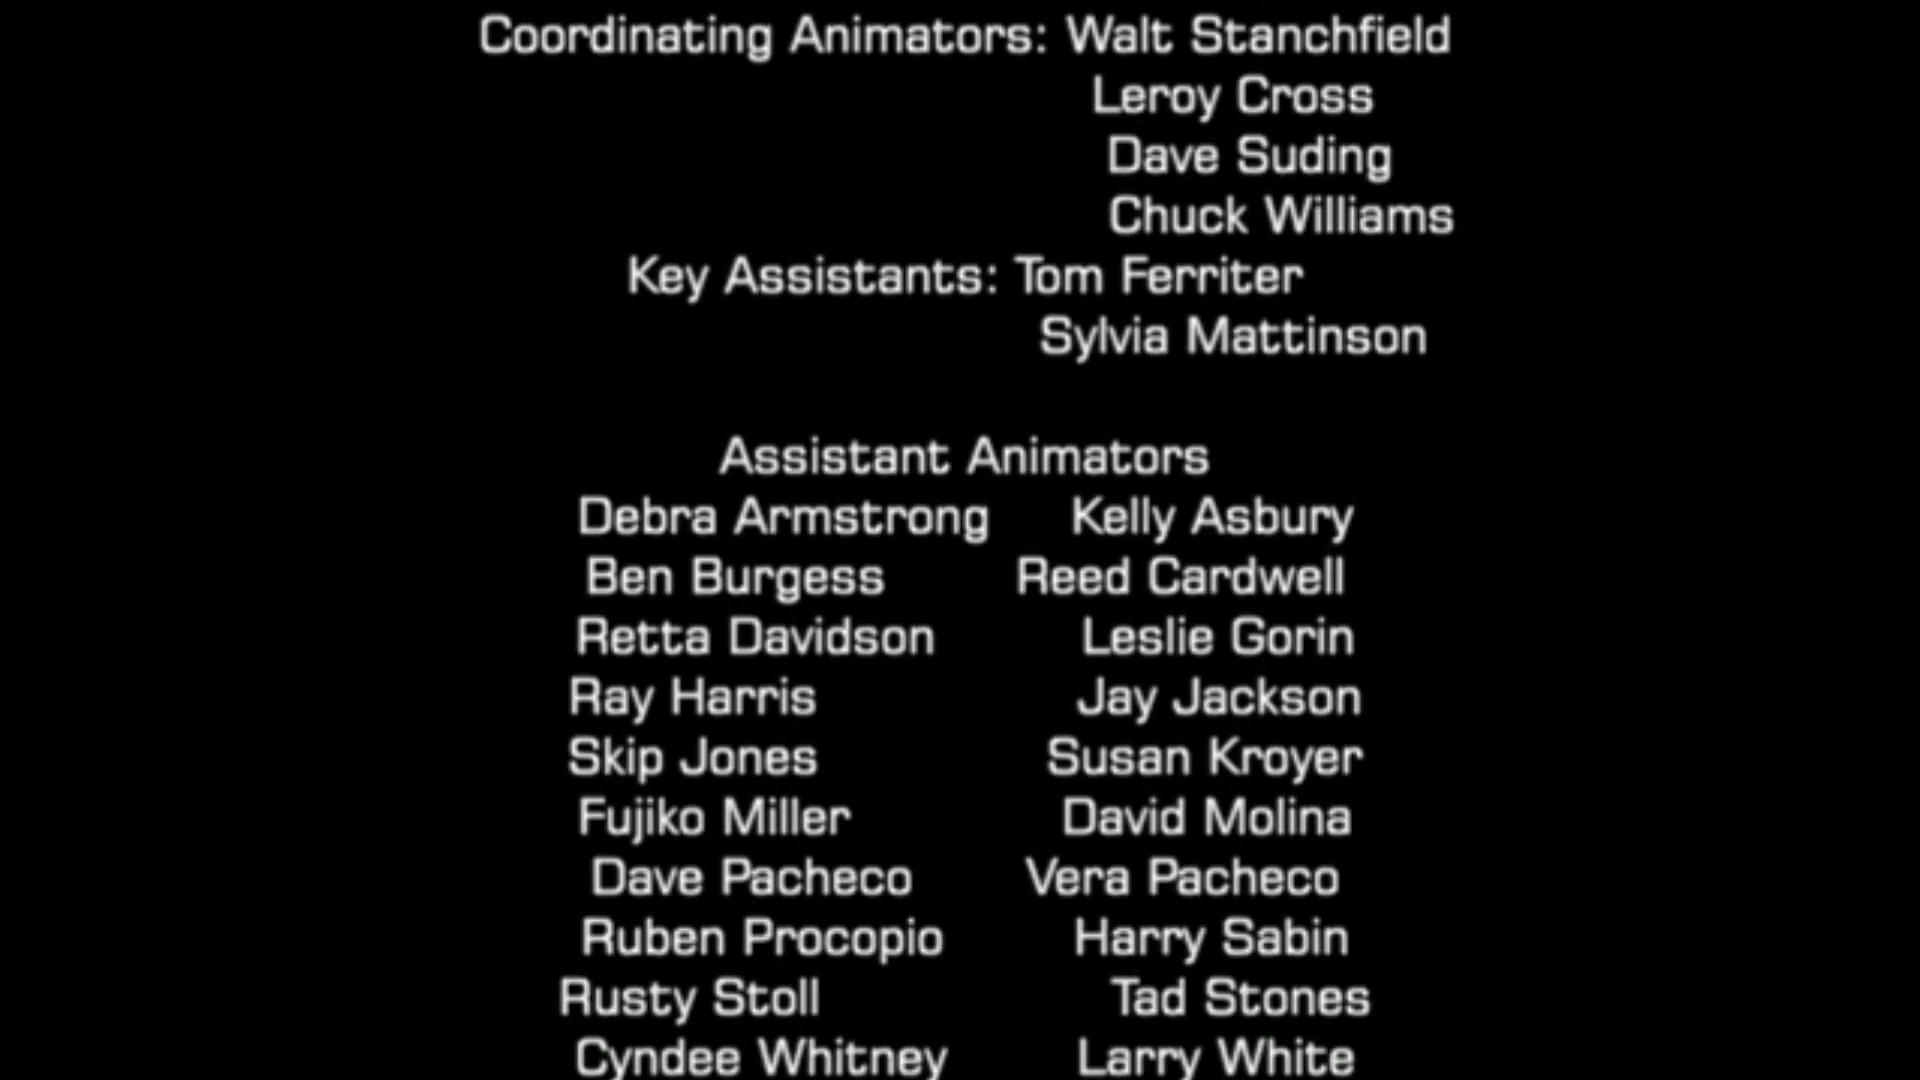 Coordinating Animators: Walt Stanchfield
Leroy Cross
Dave Suding
Chuck Williams
Key Assistants: Tom Ferriter
Sylvia Mattinson
Assistant Animators
Debra Armstrong Kelly Asbury
Ben Burgess Reed Cardwell
Retta Davidson Leslie Gorin
Ray Harris Jay Jackson
Skip Jones Susan Kroyer
Fujiko Miller David Molina
Dave Pacheco Vera Pacheco
Ruben Procopio Harry Sabin
Rusty Stoll Tad Stones
Cyndee Whitney Larry White